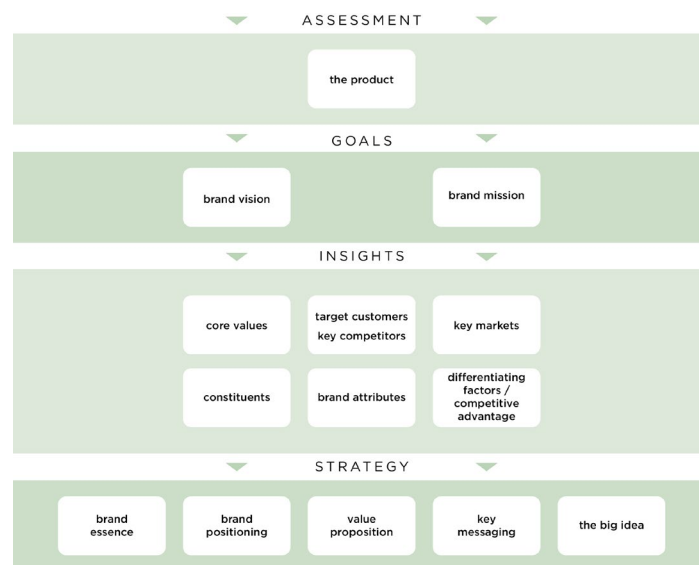 ASSESSMENT
the product
GOALS
brand vision
brand mission
INSIGHTS
core values
target customers
key competitors
key markets
constituents
brand attributes
differentiating
factors /
competitive
advantage
STRATEGY
brand
essence
brand
positioning
value
proposition
key
messaging
the big idea